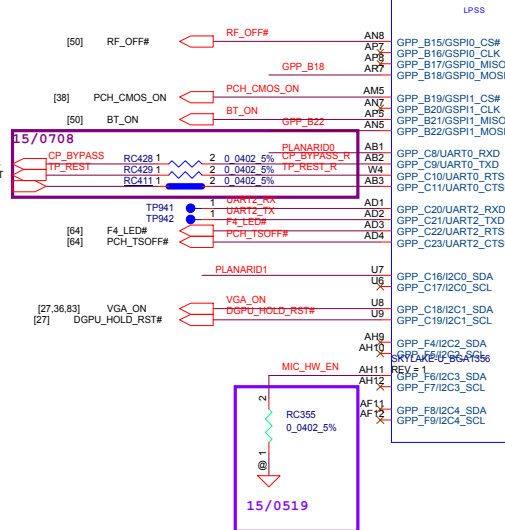 LPSS
[50] RF_OFF# RF_OFF# AN8 GPP_B15/GSPI0_CS#
AP7 GPP_B16/GSPI0_CLK
AP8 GPP_B17/GSPI0_MISO
GPP_B18 AR7 GPP_B18/GSPI0_MOSI
[38] PCH_CMOS_ON PCH_CMOS_ON AM5 GPP_B19/GSPI1_CS#
AN7 GPP_B20/GSPI1_CLK
[50] BT_ON BT_ON AP5 GPP_B21/GSPI1_MISO
GPP_B22 AN5 GPP_B22/GSPI1_MOSI
15/0708
PLANARID0 AB1 GPP_C8/UART0_RXD
CP_BYPASS RC428 1 2 0_0402_5% CP_BYPASS_R AB2 GPP_C9/UART0_TXD
TP_REST RC429 1 2 0_0402_5% TP_REST_R W4 GPP_C10/UART0_RTS
RC411 1 2 0_0402_5% AB3 GPP_C11/UART0_CTS
TP941 1 UART2_RX AD1 GPP_C20/UART2_RXD
TP942 1 UART2_TX AD2 GPP_C21/UART2_TXD
[64] F4_LED# F4_LED# AD3 GPP_C22/UART2_RTS
[64] PCH_TSOFF# PCH_TSOFF# AD4 GPP_C23/UART2_CTS
PLANARID1 U7 GPP_C16/I2C0_SDA
U6 GPP_C17/I2C0_SCL
[27,36,83] VGA_ON VGA_ON U8 GPP_C18/I2C1_SDA
[27] DGPU_HOLD_RST# DGPU_HOLD_RST# U9 GPP_C19/I2C1_SCL
AH9 GPP_F4/I2C2_SDA
AH10 GPP_F5/I2C2_SCL
SKYLAKE-U_BGA1356
REV = 1
MIC_HW_EN AH11 GPP_F6/I2C3_SDA
AH12 GPP_F7/I2C3_SCL
AF11 GPP_F8/I2C4_SDA
AF12 GPP_F9/I2C4_SCL
2
RC355
0_0402_5%
@ 1
15/0519